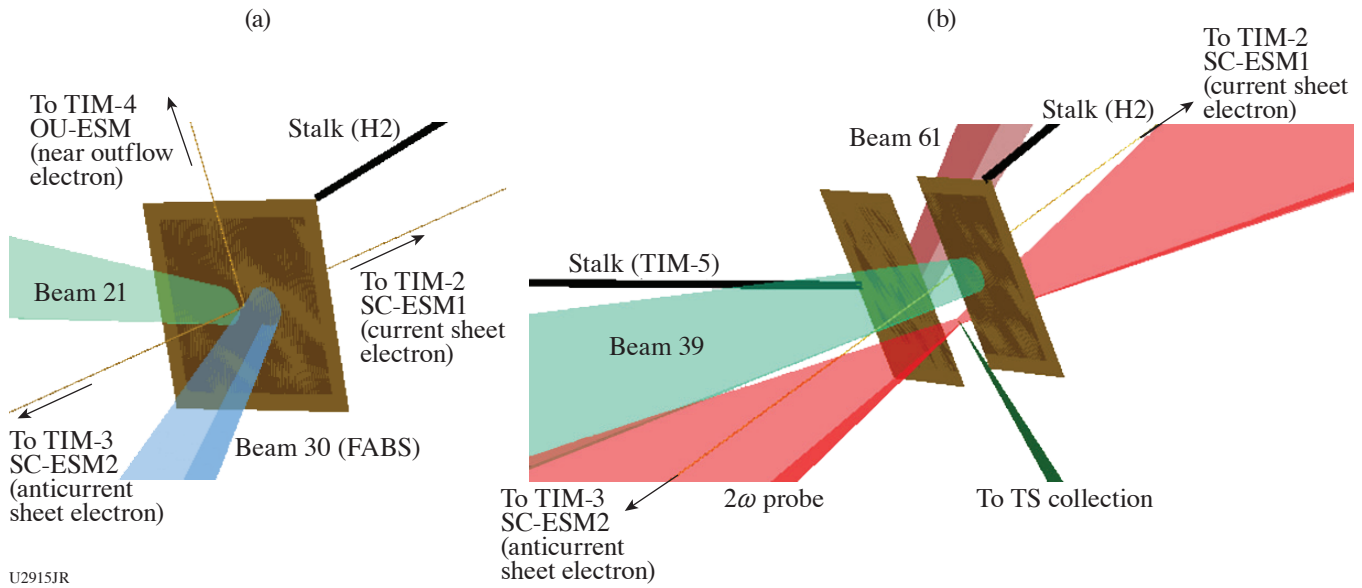 (a)
To TIM-4
OU-ESM
(near outflow
electron)
Stalk (H2)
Beam 21
To TIM-2
SC-ESM1
(current sheet
electron)
To TIM-3
SC-ESM2
(anticurrent
sheet electron)
Beam 30 (FABS)
(b)
To TIM-2
SC-ESM1
(current sheet
electron)
Beam 61
Stalk (H2)
Stalk (TIM-5)
Beam 39
To TIM-3
SC-ESM2
(anticurrent
sheet electron)
2ω probe
To TS collection
U2915JR